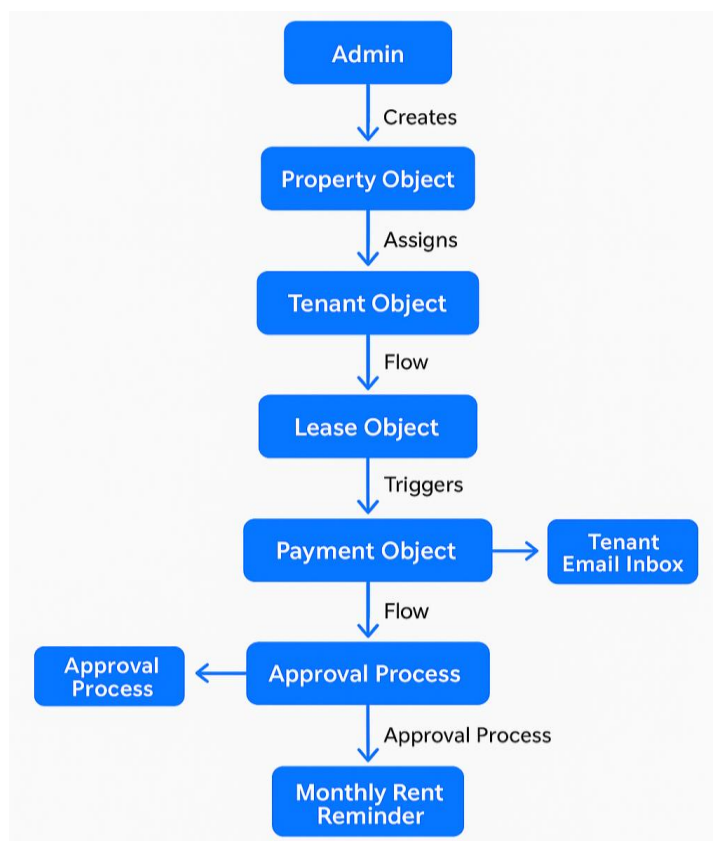 Admin
Creates
Property Object
Assigns
Tenant Object
Flow
Lease Object
Triggers
Payment Object
Tenant
Email Inbox
Flow
Approval
Process
Approval Process
Approval Process
Monthly Rent
Reminder